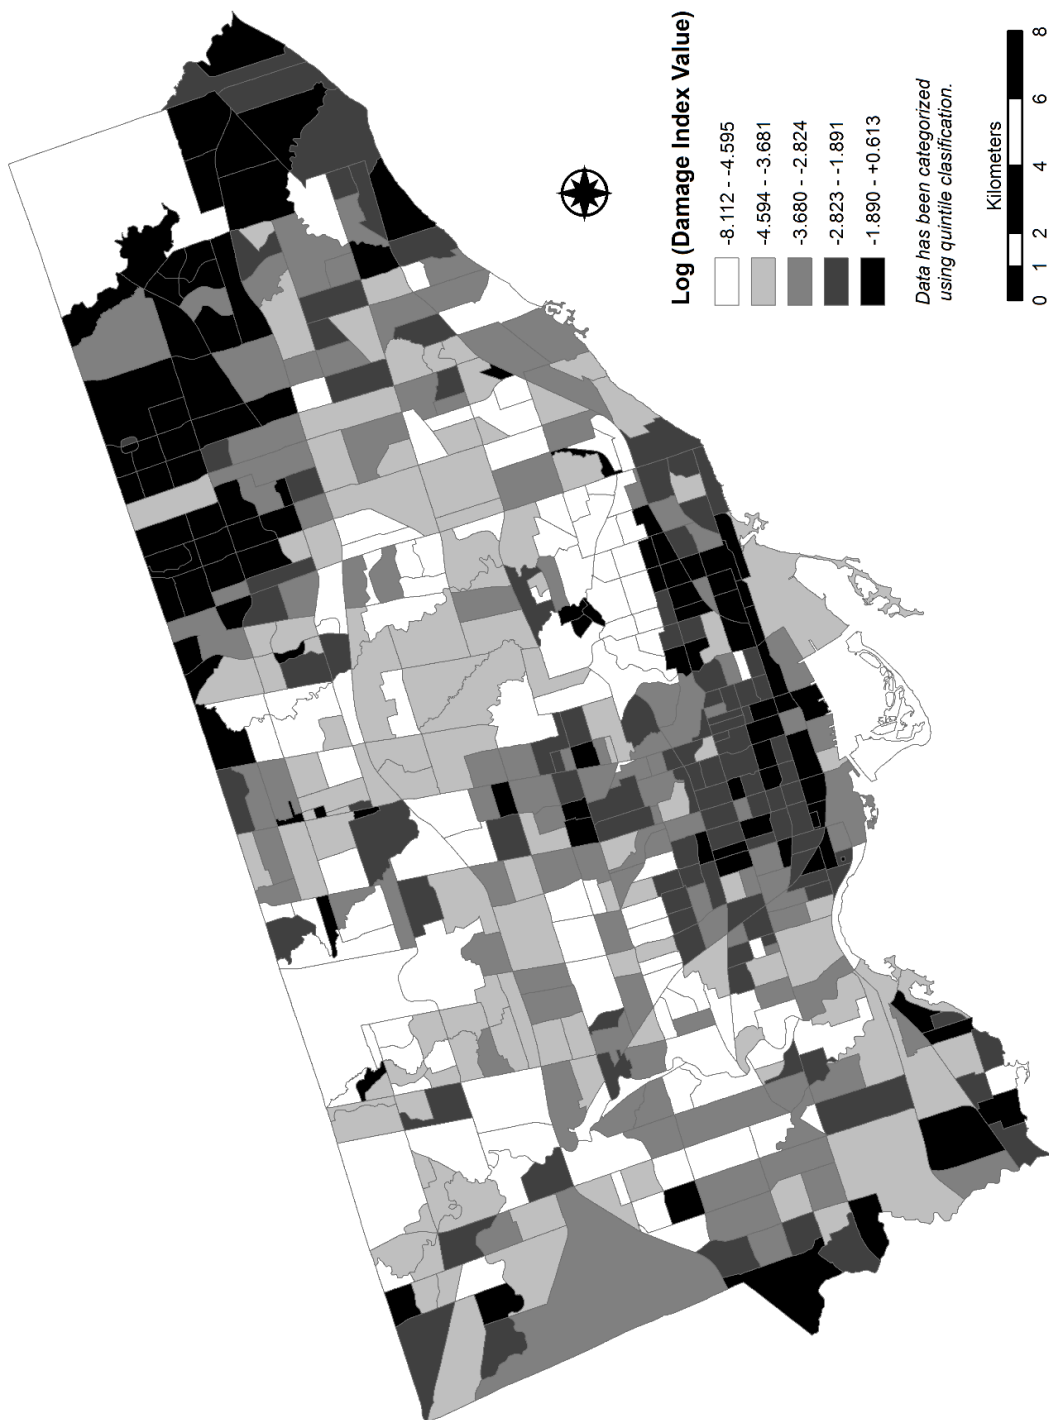 Log (Damage Index Value)
-8.112 - -4.595
-4.594 - -3.681
-3.680 - -2.824
-2.823 - -1.891
-1.890 - +0.613
Data has been categorized
using quintile clasification.
Kilometers
0 1 2 4 6 8